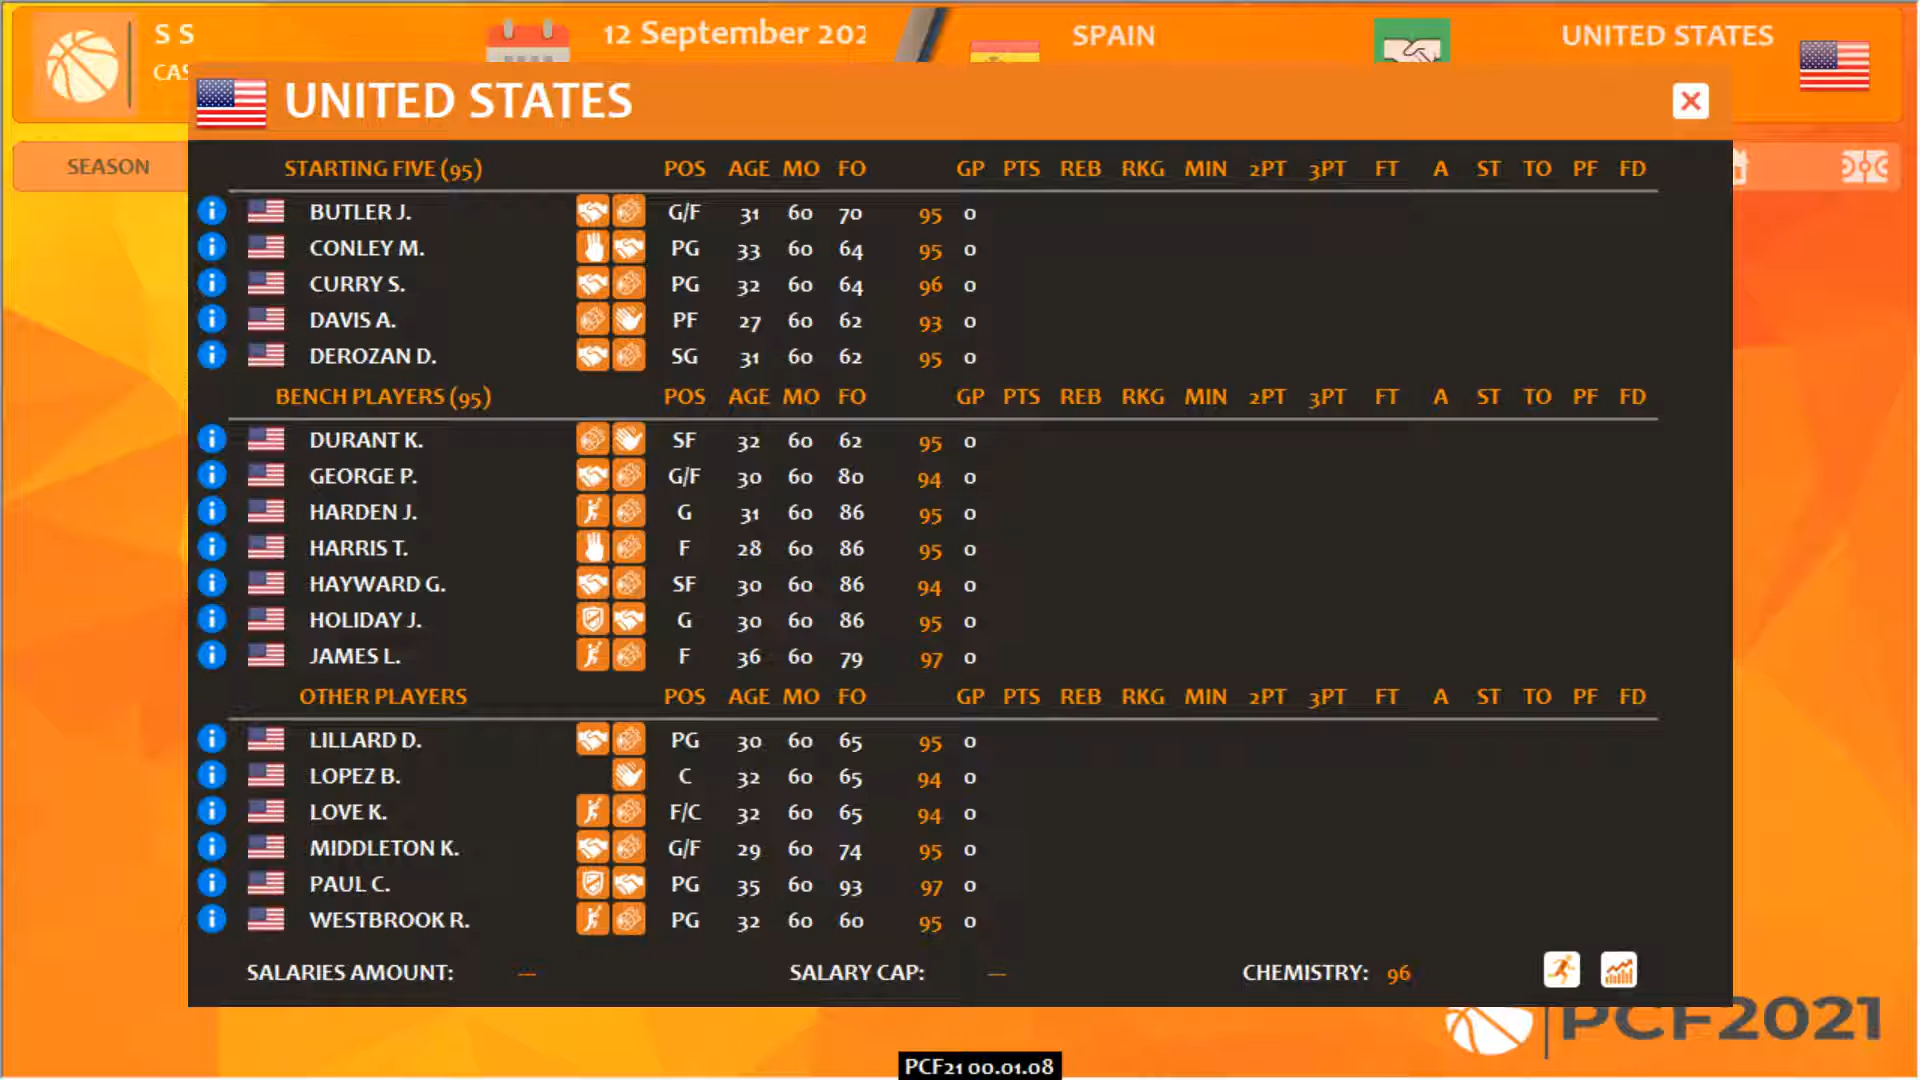 S S
12 September 202
SPAIN
UNITED STATES
CAS
UNITED STATES
SEASON
STARTING FIVE (95) POS AGE MO FO GP PTS REB RKG MIN 2PT 3PT FT A ST TO PF FD
BUTLER J. G/F 31 60 70 95 0
CONLEY M. PG 33 60 64 95 0
CURRY S. PG 32 60 64 96 0
DAVIS A. PF 27 60 62 93 0
DEROZAN D. SG 31 60 62 95 0
BENCH PLAYERS (95) POS AGE MO FO GP PTS REB RKG MIN 2PT 3PT FT A ST TO PF FD
DURANT K. SF 32 60 62 95 0
GEORGE P. G/F 30 60 80 94 0
HARDEN J. G 31 60 86 95 0
HARRIS T. F 28 60 86 95 0
HAYWARD G. SF 30 60 86 94 0
HOLIDAY J. G 30 60 86 95 0
JAMES L. F 36 60 79 97 0
OTHER PLAYERS POS AGE MO FO GP PTS REB RKG MIN 2PT 3PT FT A ST TO PF FD
LILLARD D. PG 30 60 65 95 0
LOPEZ B. C 32 60 65 94 0
LOVE K. F/C 32 60 65 94 0
MIDDLETON K. G/F 29 60 74 95 0
PAUL C. PG 35 60 93 97 0
WESTBROOK R. PG 32 60 60 95 0
SALARIES AMOUNT: --- SALARY CAP: --- CHEMISTRY: 96
PCF2021
PCF21 00.01.08